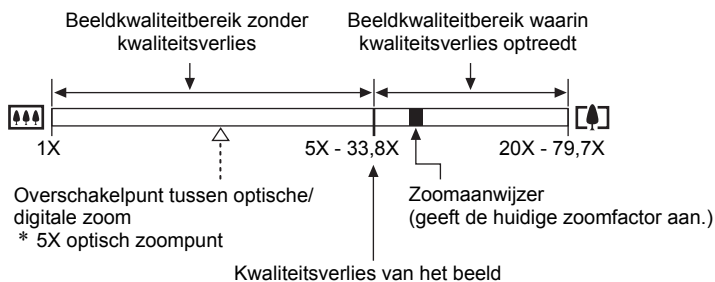 Beeldkwaliteitbereik zonder
kwaliteitsverlies
Beeldkwaliteitbereik waarin
kwaliteitsverlies optreedt
1X
5X - 33,8X
20X - 79,7X
Overschakelpunt tussen optische/
digitale zoom
* 5X optisch zoompunt
Zoomaanwijzer
(geeft de huidige zoomfactor aan.)
Kwaliteitsverlies van het beeld